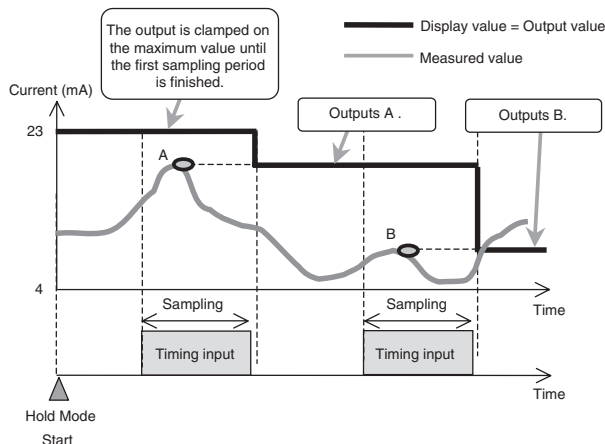 The output is clamped on
the maximum value until
the first sampling period
is finished.
Display value = Output value
Measured value
Current (mA)
Outputs A .
Outputs B.
23
A
B
4
Sampling
Sampling
Time
Timing input
Timing input
Time
Hold Mode
Start